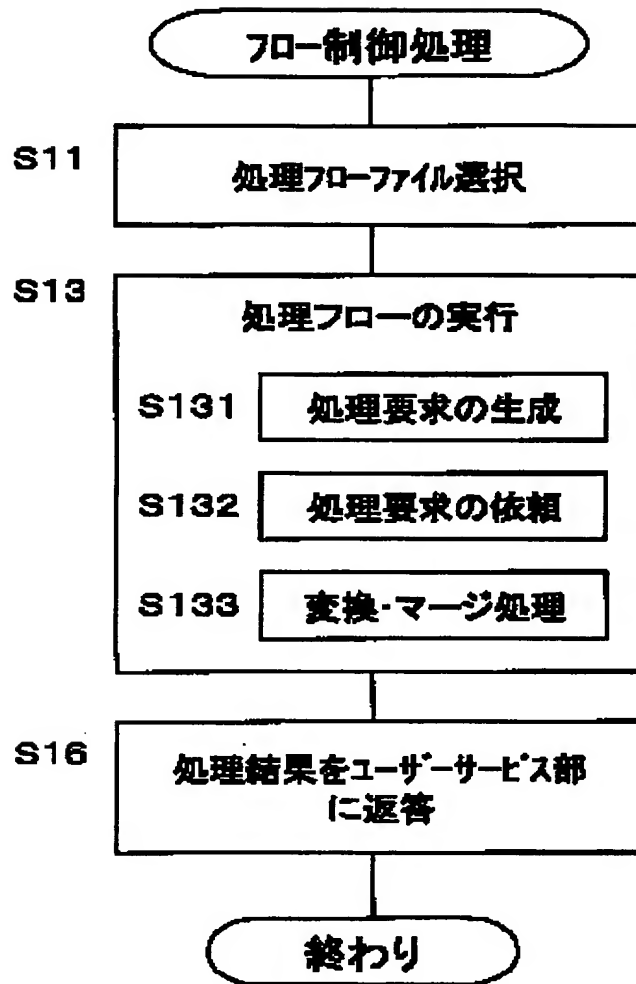 フロー制御処理
S11
処理フローファイル選択
S13
処理フローの実行
S131
処理要求の生成
S132
処理要求の依頼
S133
変換・マージ処理
S16
処理結果をユーザーサービス部
に返答
終わり